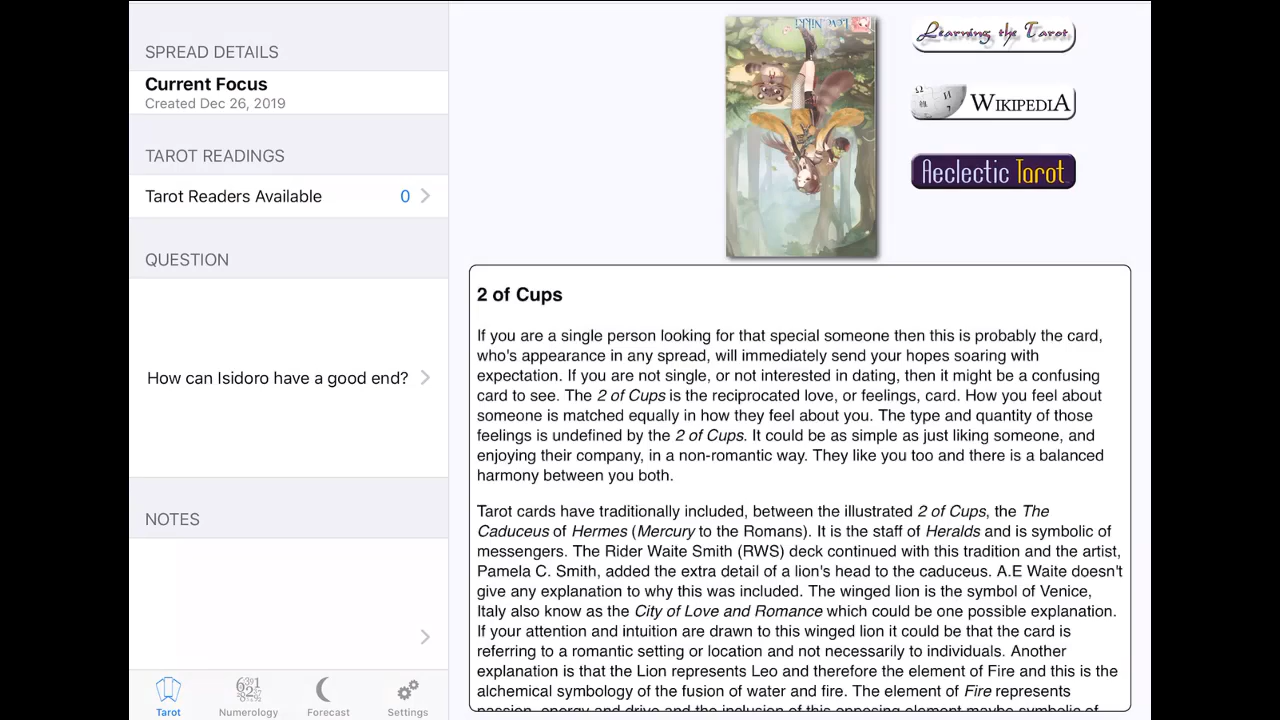 SPREAD DETAILS
Current Focus
Created Dec 26, 2019
TAROT READINGS
Tarot Readers Available 0
QUESTION
How can Isidoro have a good end?
NOTES
Tarot
Numerology
Forecast
Settings
Learning the Tarot
WIKIPEDIA
Aeclectic Tarot
2 of Cups
If you are a single person looking for that special someone then this is probably the card,
who's appearance in any spread, will immediately send your hopes soaring with
expectation. If you are not single, or not interested in dating, then it might be a confusing
card to see. The 2 of Cups is the reciprocated love, or feelings, card. How you feel about
someone is matched equally in how they feel about you. The type and quantity of those
feelings is undefined by the 2 of Cups. It could be as simple as just liking someone, and
enjoying their company, in a non-romantic way. They like you too and there is a balanced
harmony between you both.
Tarot cards have traditionally included, between the illustrated 2 of Cups, the The
Caduceus of Hermes (Mercury to the Romans). It is the staff of Heralds and is symbolic of
messengers. The Rider Waite Smith (RWS) deck continued with this tradition and the artist,
Pamela C. Smith, added the extra detail of a lion's head to the caduceus. A.E Waite doesn't
give any explanation to why this was included. The winged lion is the symbol of Venice,
Italy also know as the City of Love and Romance which could be one possible explanation.
If your attention and intuition are drawn to this winged lion it could be that the card is
referring to a romantic setting or location and not necessarily to individuals. Another
explanation is that the Lion represents Leo and therefore the element of Fire and this is the
alchemical symbology of the fusion of water and fire. The element of Fire represents
passion, energy and drive and the inclusion of this opposing element maybe symbolic of